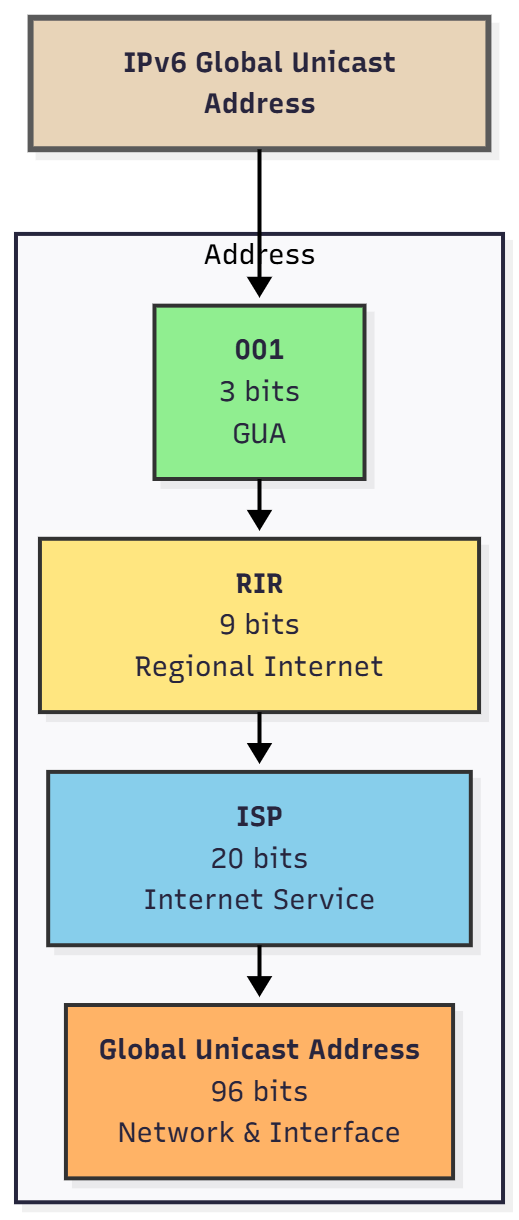 IPv6 Global Unicast
Address
Address
001
3 bits
GUA
RIR
9 bits
Regional Internet
ISP
20 bits
Internet Service
Global Unicast Address
96 bits
Network & Interface